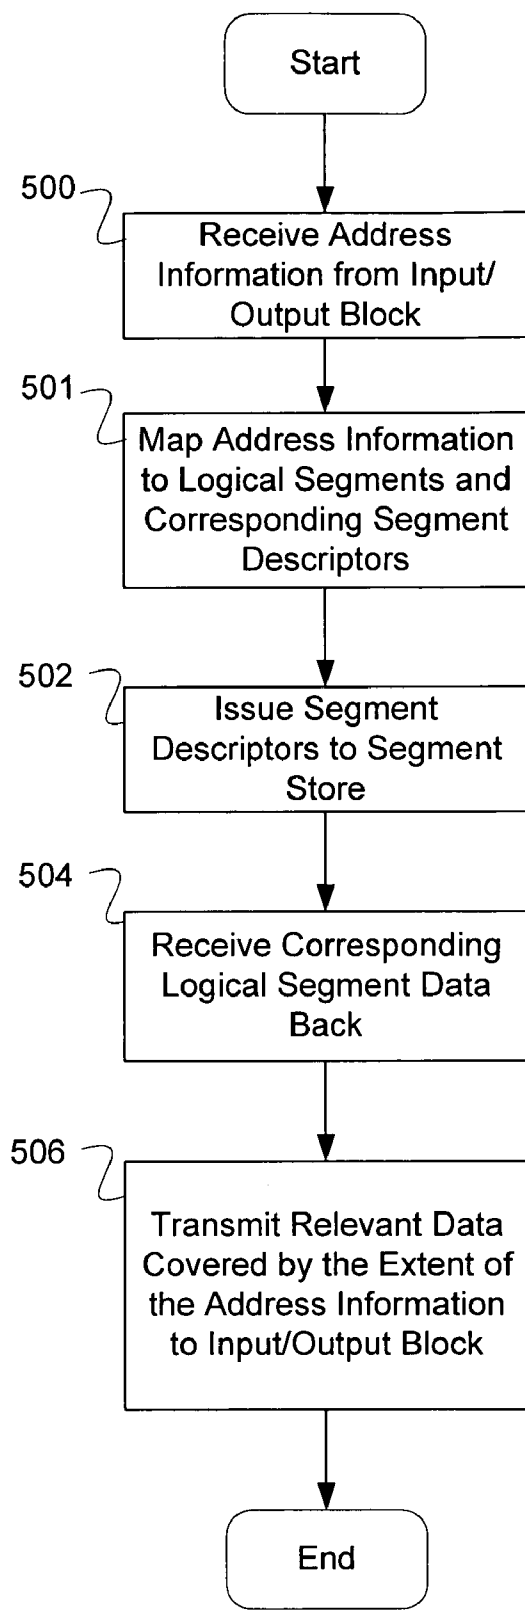 Start
500
Receive Address
Information from Input/
Output Block
501
Map Address Information
to Logical Segments and
Corresponding Segment
Descriptors
502
Issue Segment
Descriptors to Segment
Store
504
Receive Corresponding
Logical Segment Data
Back
506
Transmit Relevant Data
Covered by the Extent of
the Address Information
to Input/Output Block
End